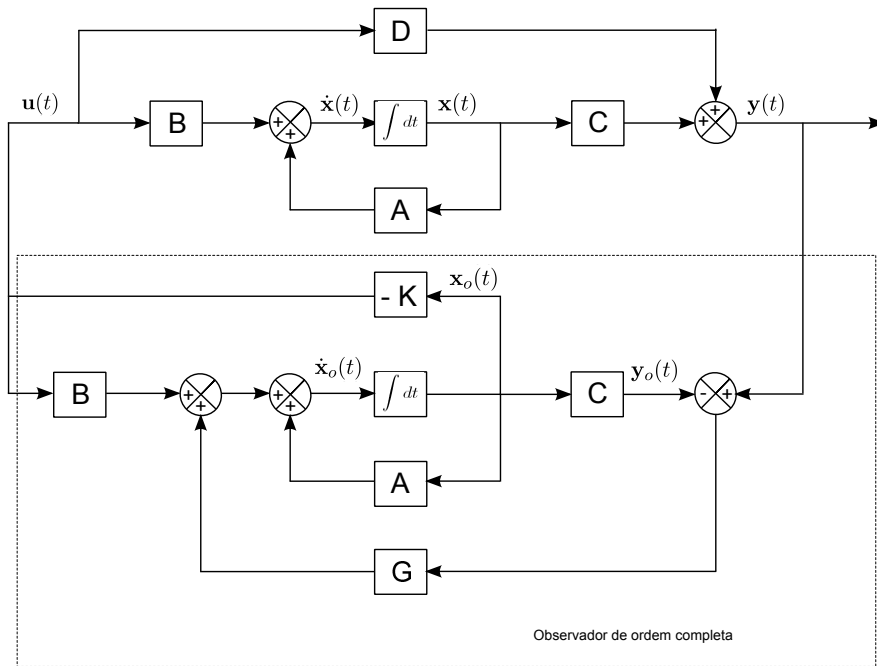 D
u(t)
ẋ(t)
x(t)
y(t)
B
+
+
∫ dt
C
+
+
A
- K
x_o(t)
ẋ_o(t)
y_o(t)
B
+
+
+
+
∫ dt
C
- +
A
G
Observador de ordem completa